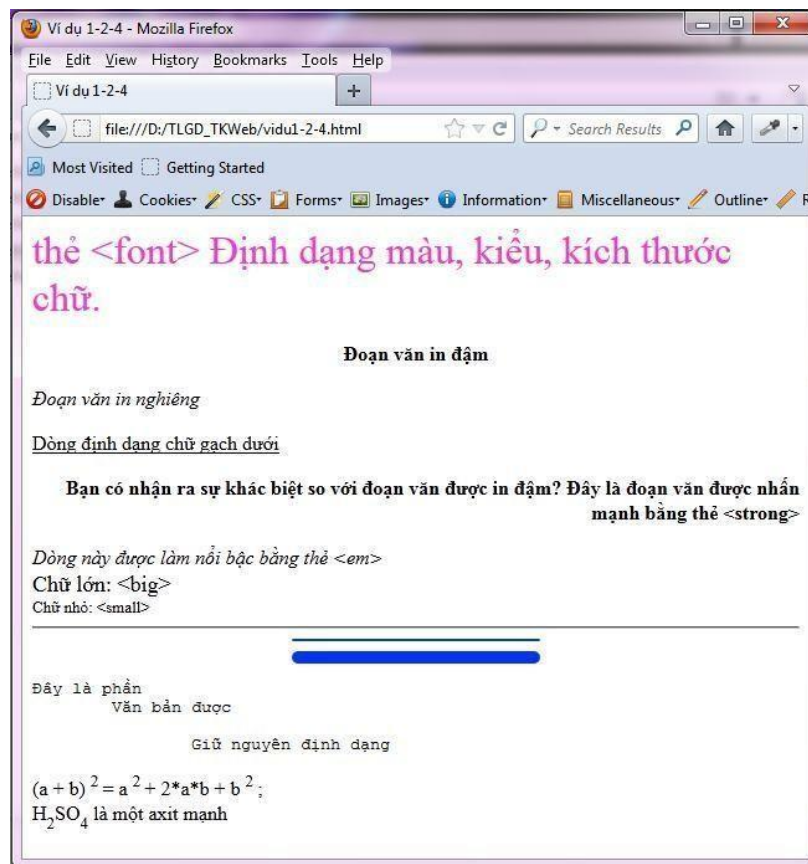 Ví dụ 1-2-4 - Mozilla Firefox
File Edit View History Bookmarks Tools Help
Ví dụ 1-2-4
file:///D:/TLGD_TKWeb/vidu1-2-4.html Search Results
Most Visited Getting Started
Disable Cookies CSS Forms Images Information Miscellaneous Outline R
thẻ <font> Định dạng màu, kiểu, kích thước
chữ.
Đoạn văn in đậm
Đoạn văn in nghiêng
Dòng định dạng chữ gạch dưới
Bạn có nhận ra sự khác biệt so với đoạn văn được in đậm? Đây là đoạn văn được nhấn
mạnh bằng thẻ <strong>
Dòng này được làm nổi bậc bằng thẻ <em>
Chữ lớn: <big>
Chữ nhỏ: <small>
Đây là phần
Văn bản được
Giữ nguyên định dạng
(a + b) ² = a ² + 2*a*b + b ² ;
H₂SO₄ là một axit mạnh